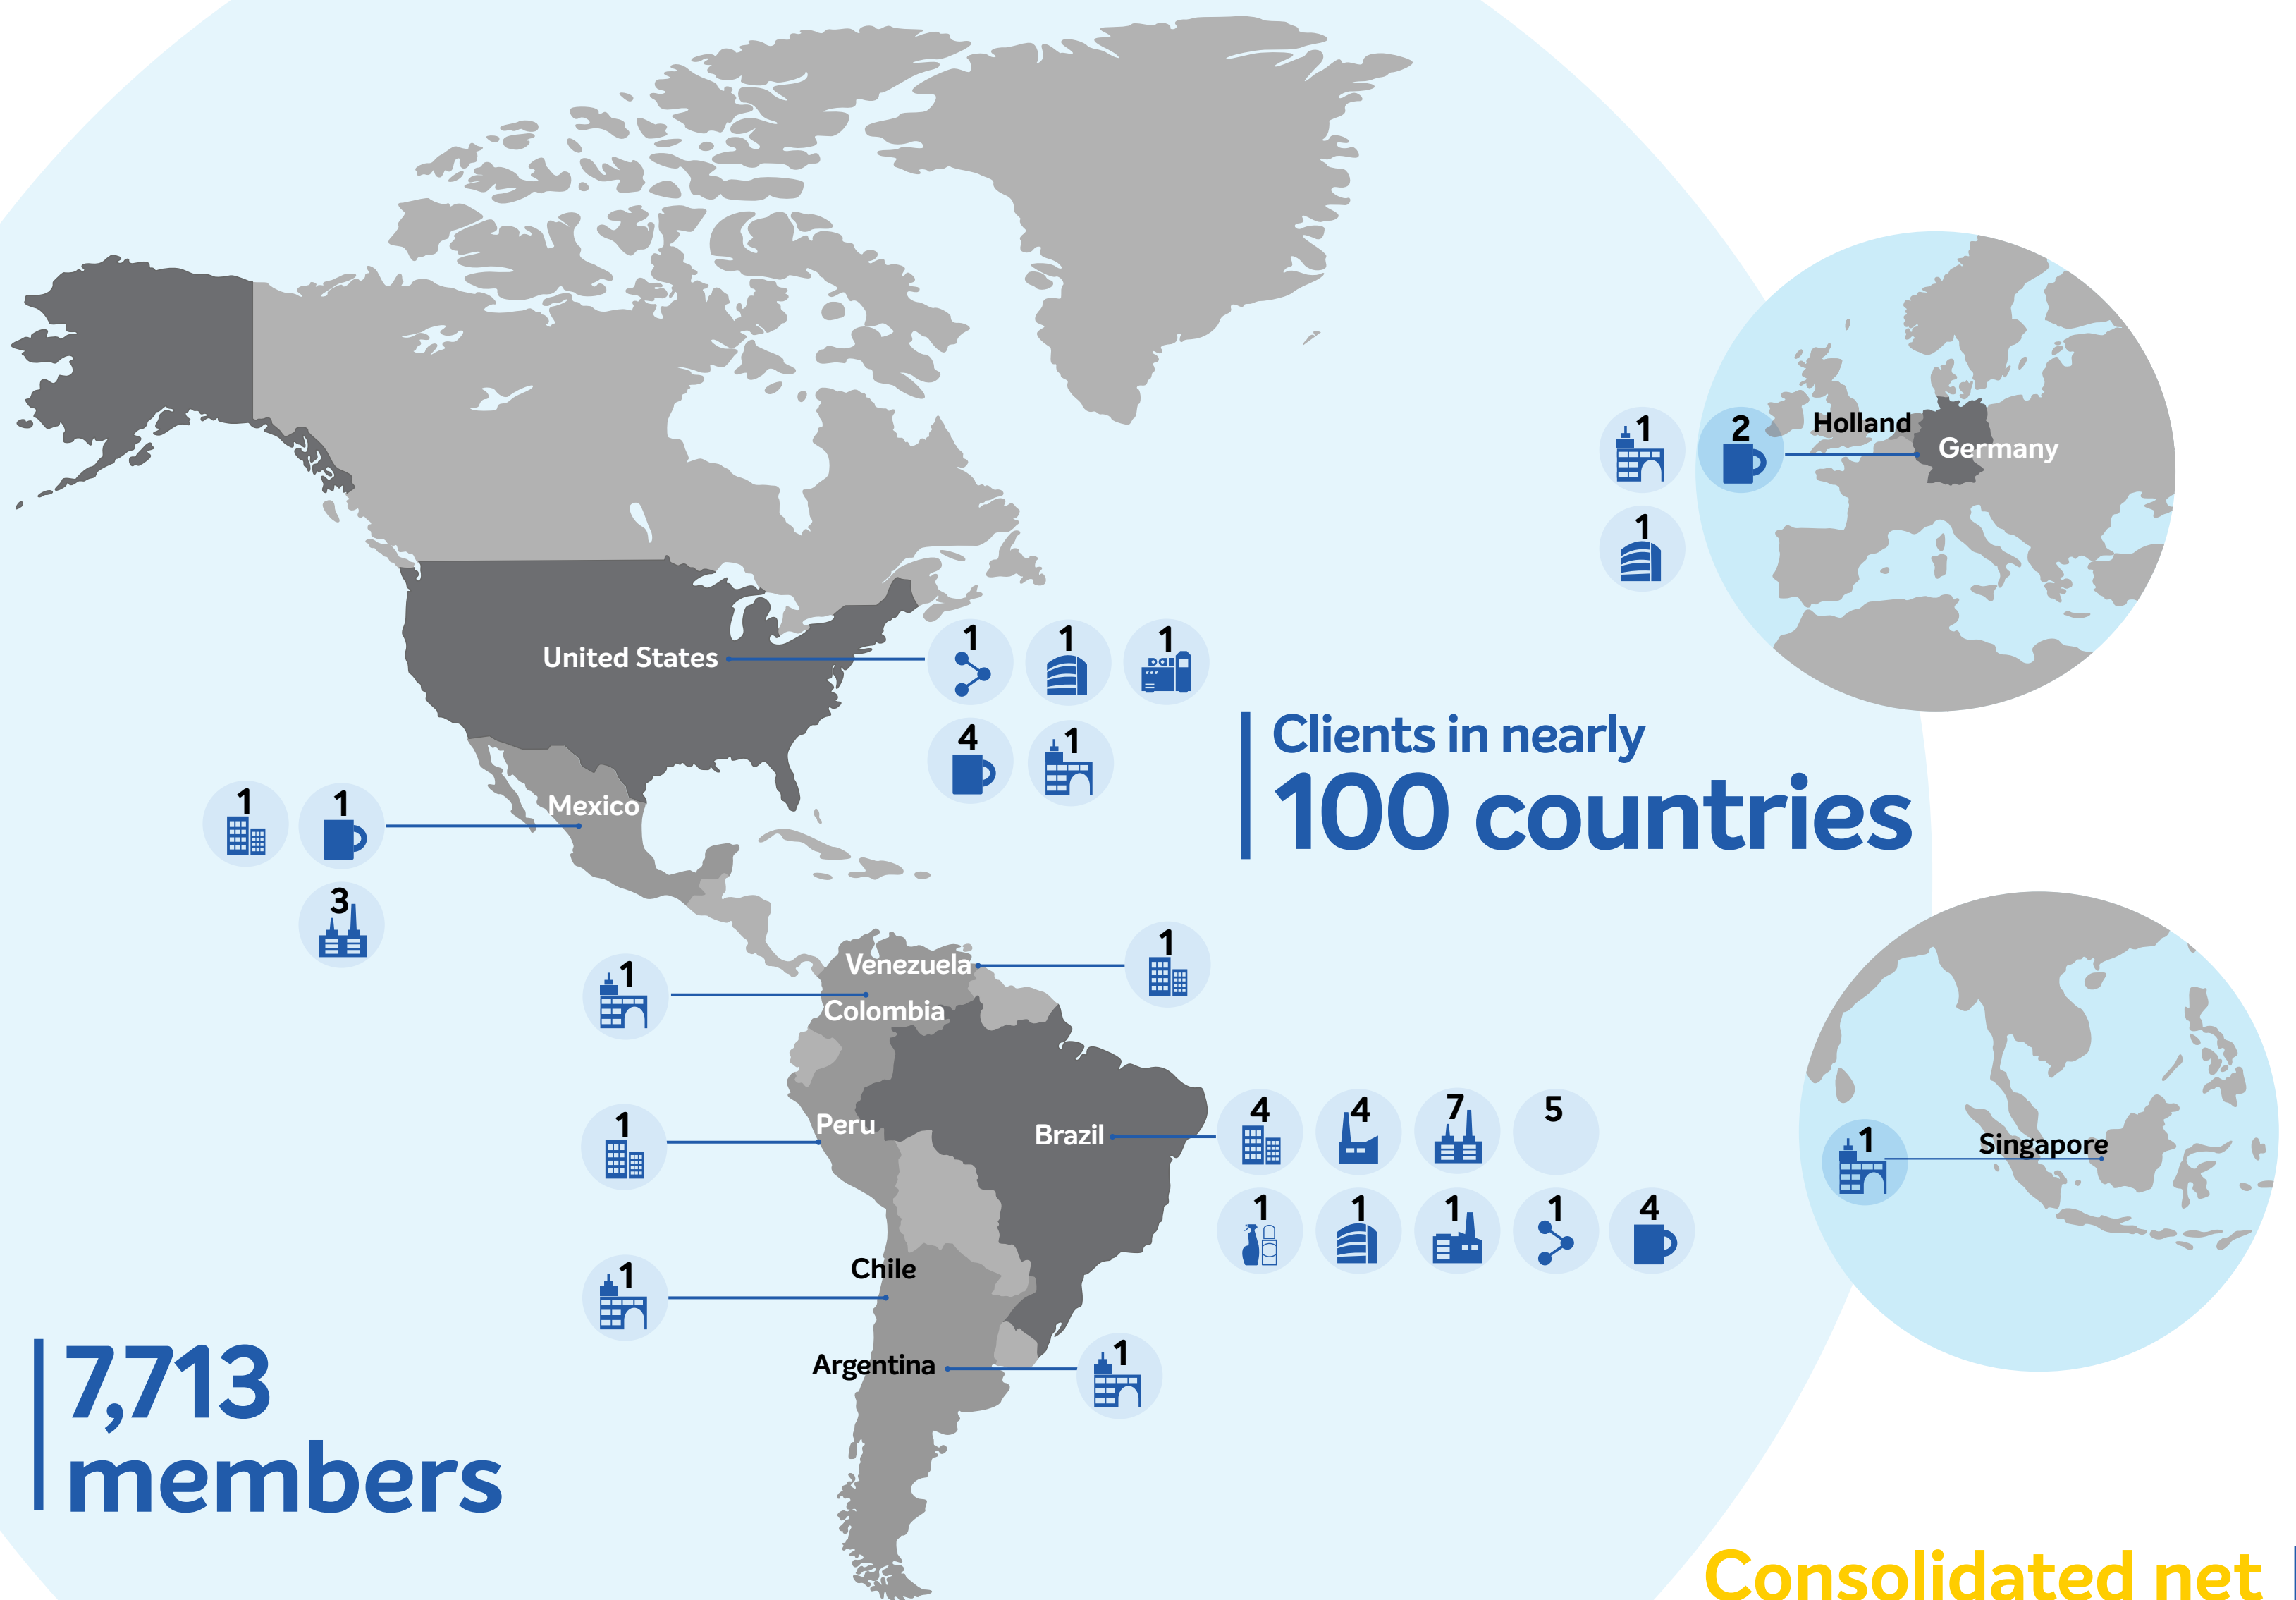 1
2
Holland
Germany
1
United States
1
1
1
4
1
Clients in nearly
100 countries
Mexico
1
1
3
Venezuela
1
1
Colombia
1
Peru
Brazil
4
4
7
5
1
1
1
1
4
1
Singapore
Chile
1
Argentina
1
7,713
members
Consolidated net